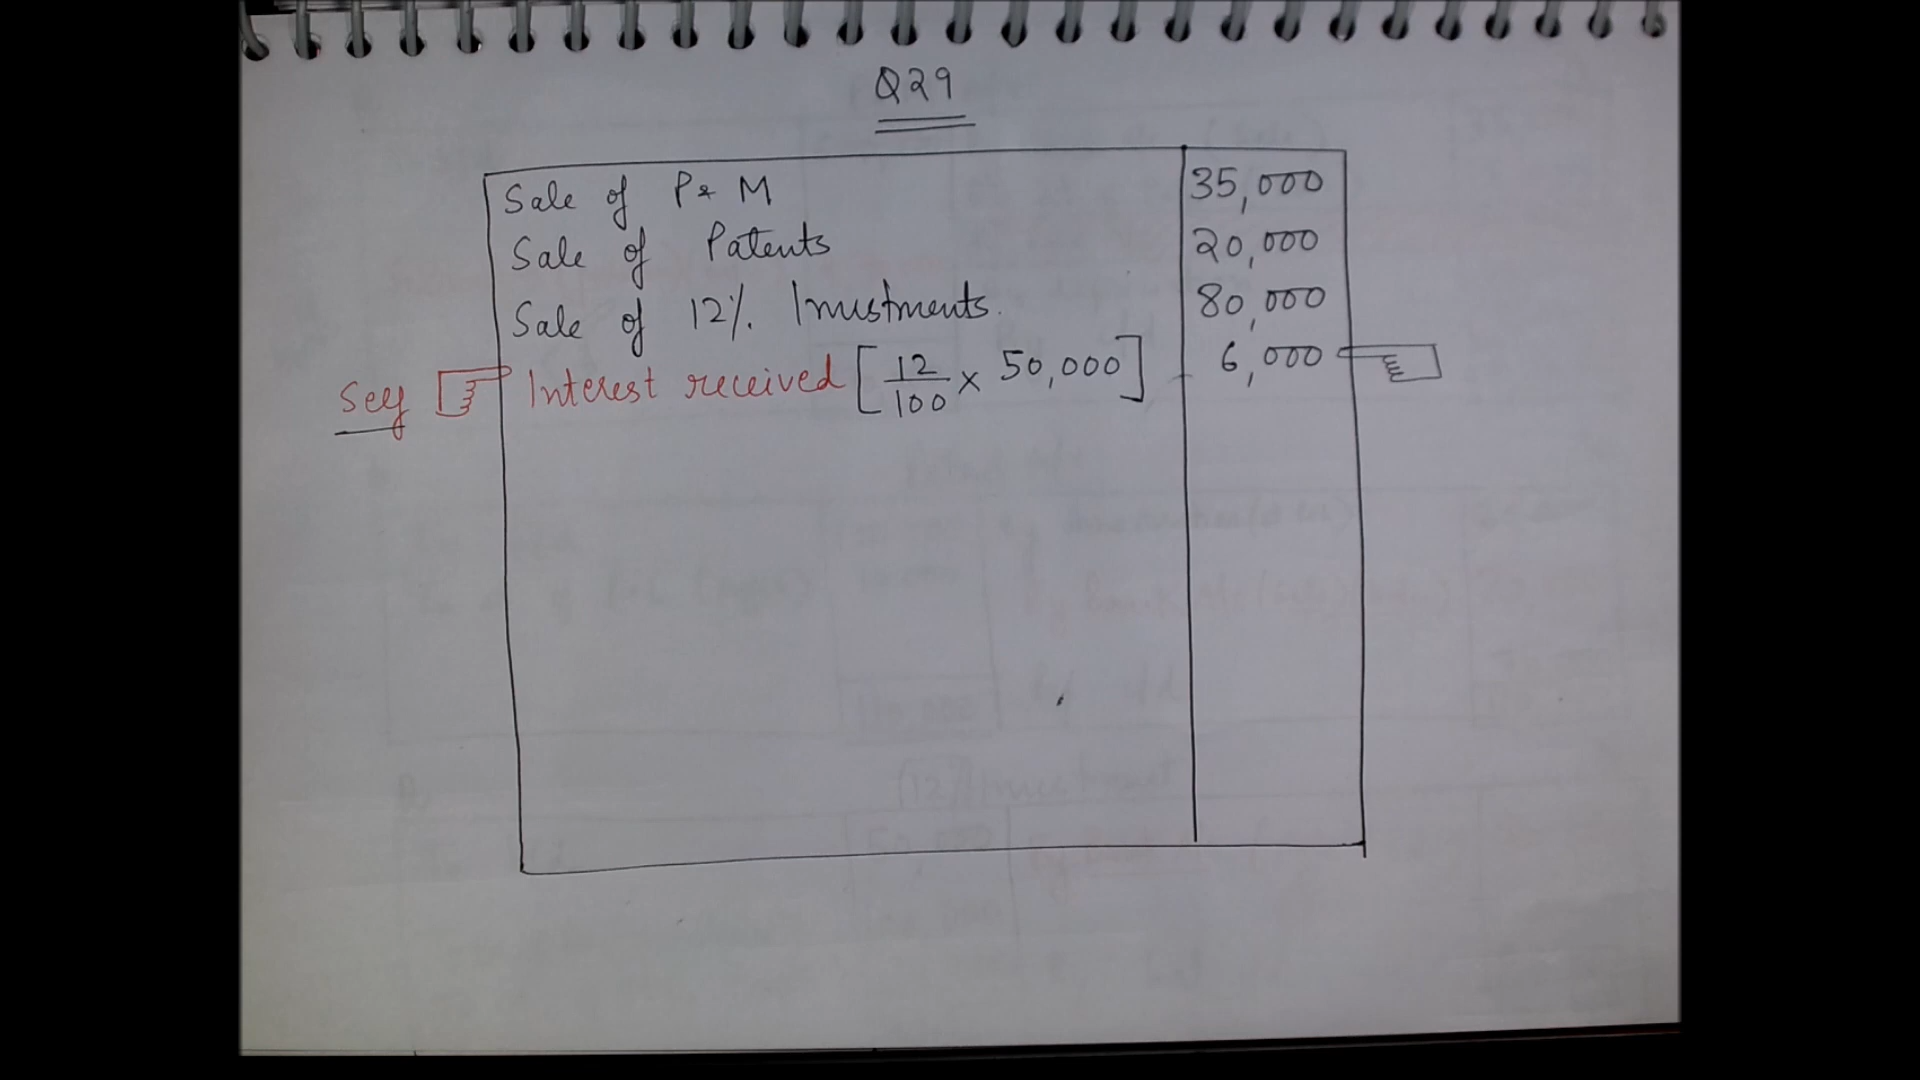 Q29
Sale of P & M 35,000
Sale of Patents 20,000
Sale of 12% Investments. 80,000
Self Interest received [12/100 × 50,000] 6,000